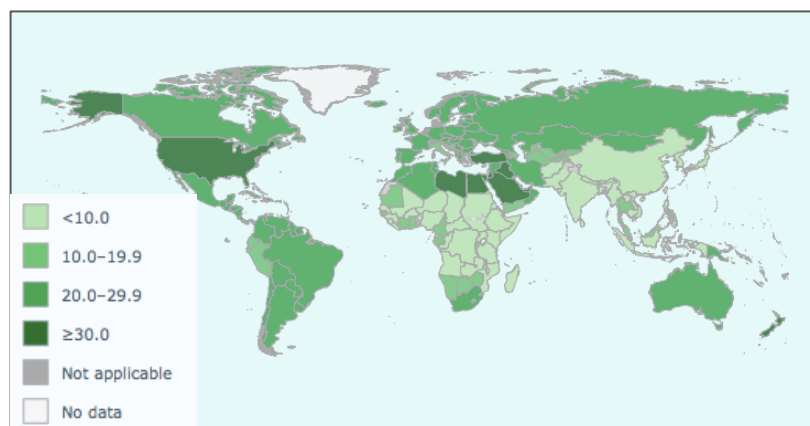 <10.0
10.0–19.9
20.0–29.9
≥30.0
Not applicable
No data